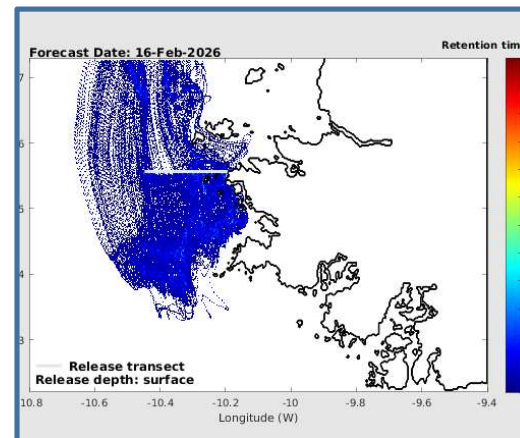 Forecast Date: 16-Feb-2026
Retention tim
7
6
5
4
3
Release transect
Release depth: surface
10.8 -10.6 -10.4 -10.2 -10 -9.8 -9.6 -9.4
Longitude (W)